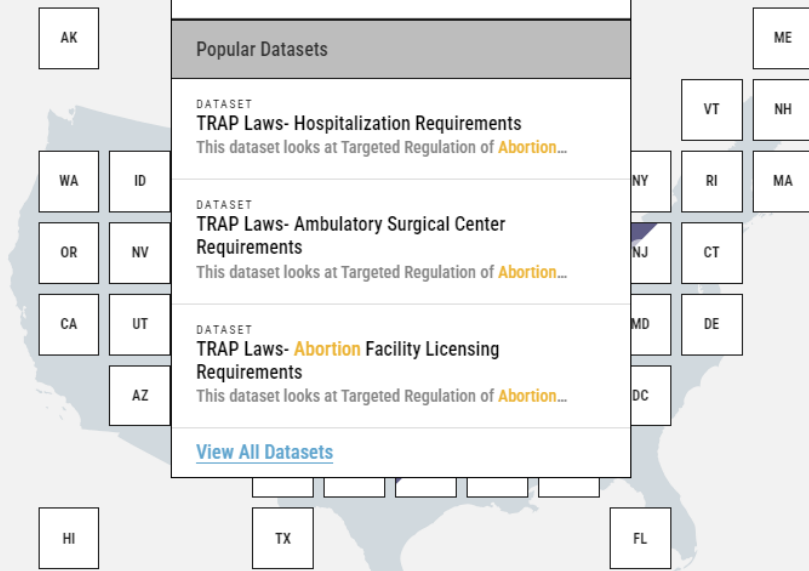 AK
ME
Popular Datasets
VT
NH
DATASET
TRAP Laws- Hospitalization Requirements
This dataset looks at Targeted Regulation of Abortion...
WA
ID
NY
RI
MA
DATASET
TRAP Laws- Ambulatory Surgical Center
Requirements
This dataset looks at Targeted Regulation of Abortion...
OR
NV
NJ
CT
CA
UT
MD
DE
DATASET
TRAP Laws- Abortion Facility Licensing
Requirements
This dataset looks at Targeted Regulation of Abortion...
AZ
DC
View All Datasets
HI
TX
FL